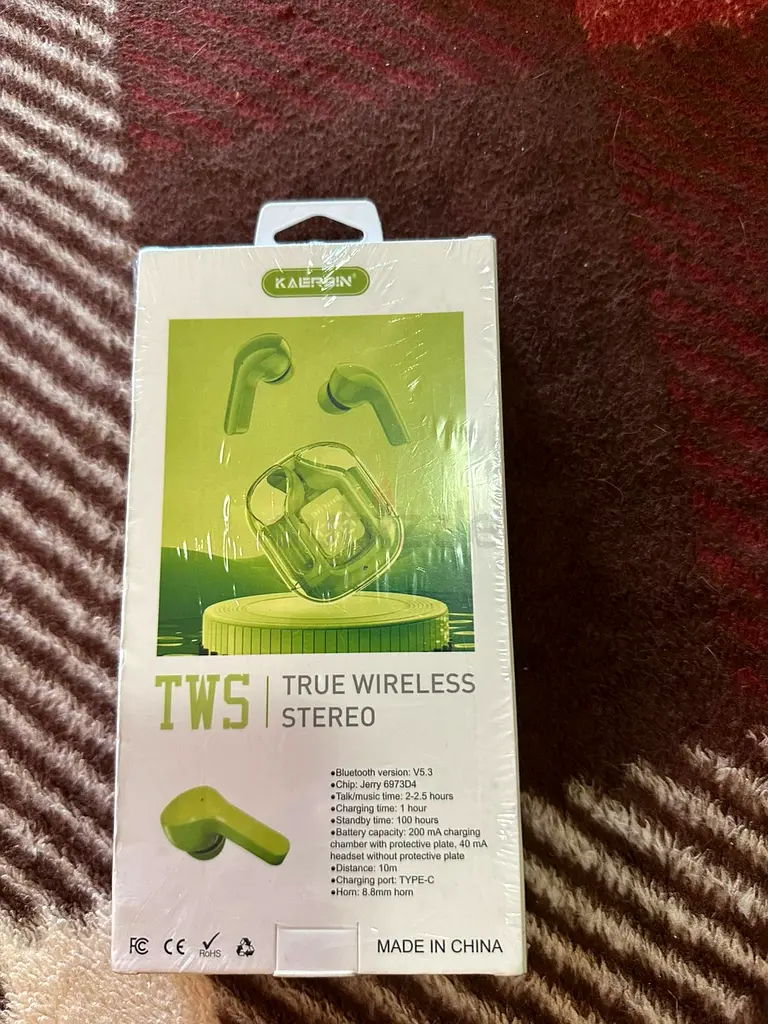 KAERBIN®
TWS
TRUE WIRELESS
STEREO
●Bluetooth version: V5.3
●Chip: Jerry 6973D4
●Talk/music time: 2-2.5 hours
●Charging time: 1 hour
●Standby time: 100 hours
●Battery capacity: 200 mA charging
chamber with protective plate, 40 mA
headset without protective plate
●Distance: 10m
●Charging port: TYPE-C
●Horn: 8.8mm horn
FC CE RoHS
MADE IN CHINA